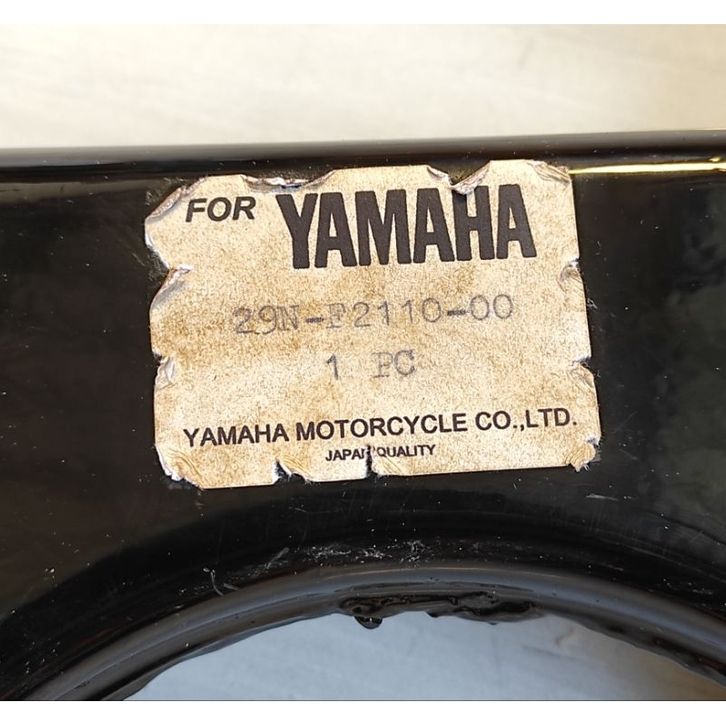 FOR YAMAHA
29N-F2110-00
1 PC
YAMAHA MOTORCYCLE CO.,LTD.
JAPAN QUALITY